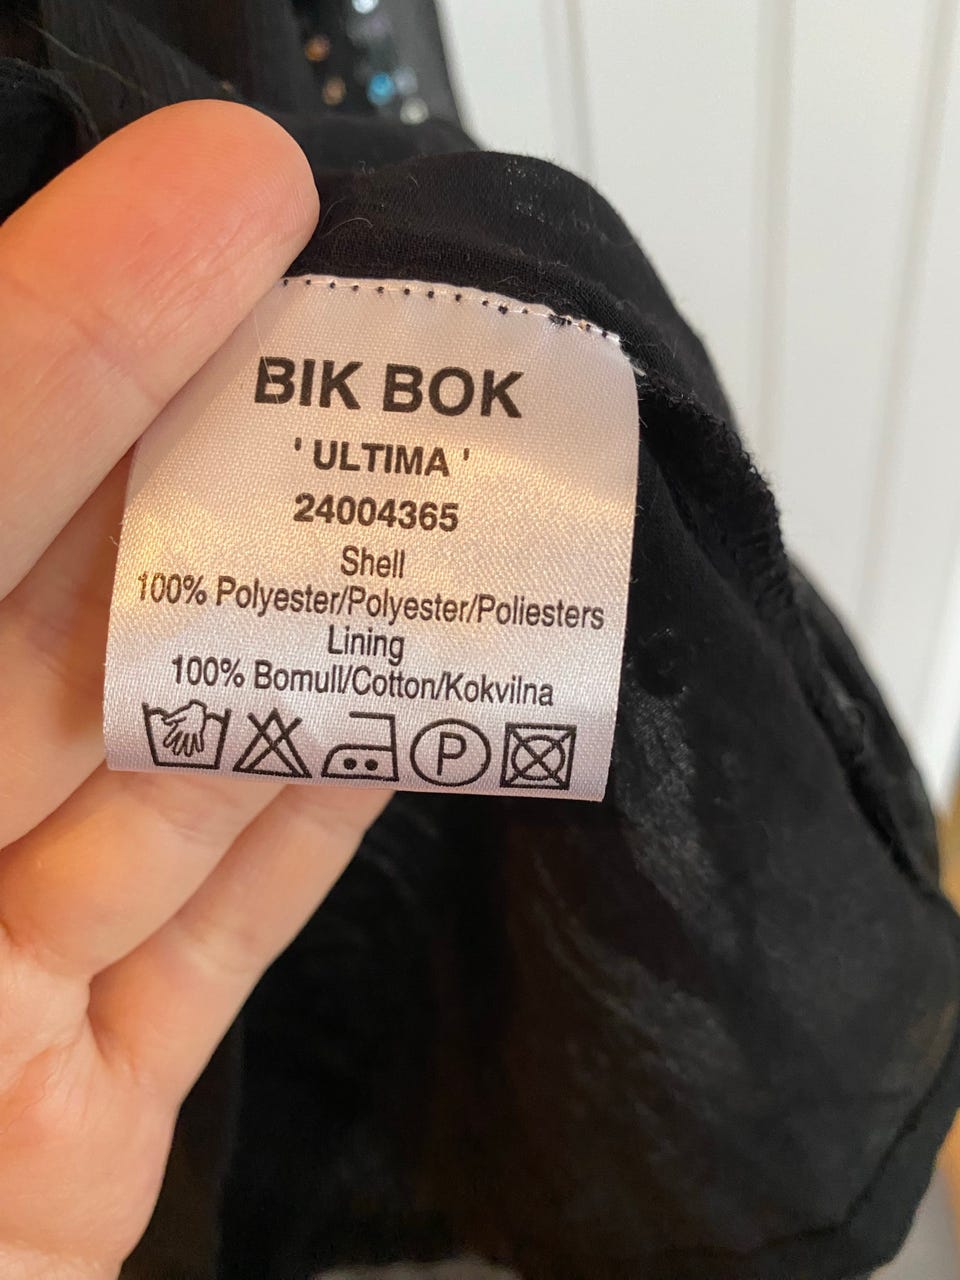 BIK BOK
' ULTIMA '
24004365
Shell
100% Polyester/Polyester/Poliesters
Lining
100% Bomull/Cotton/Kokvilna
P